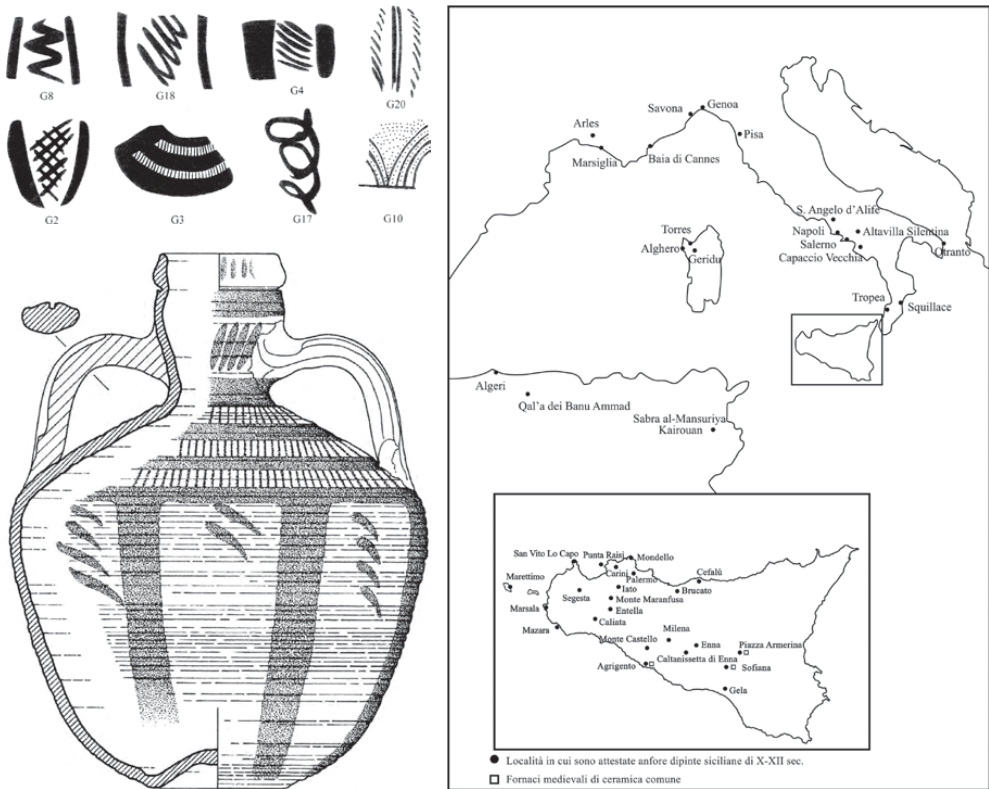 G8
G18
G4
G20
G2
G3
G17
G10
Savona
Genoa
Arles
Pisa
Marsiglia
Baia di Cannes
S. Angelo d'Alife
Torres
Napoli
Altavilla Silentina
Alghero
Salerno
Otranto
Geridu
Capaccio Vecchia
Tropea
Squillace
Algeri
Qal'a dei Banu Ammad
Sabra al-Mansuriya
Kairouan
San Vito Lo Capo
Punta Raisi
Mondello
Carini
Cefalù
Marettimo
Palermo
Iato
Brucato
Segesta
Monte Maranfusa
Marsala
Entella
Caliata
Mazara
Milena
Monte Castello
Enna
Piazza Armerina
Caltanissetta di Enna
Agrigento
Sofiana
Gela
Località in cui sono attestate anfore dipinte siciliane di X-XII sec.
Fornaci medievali di ceramica comune